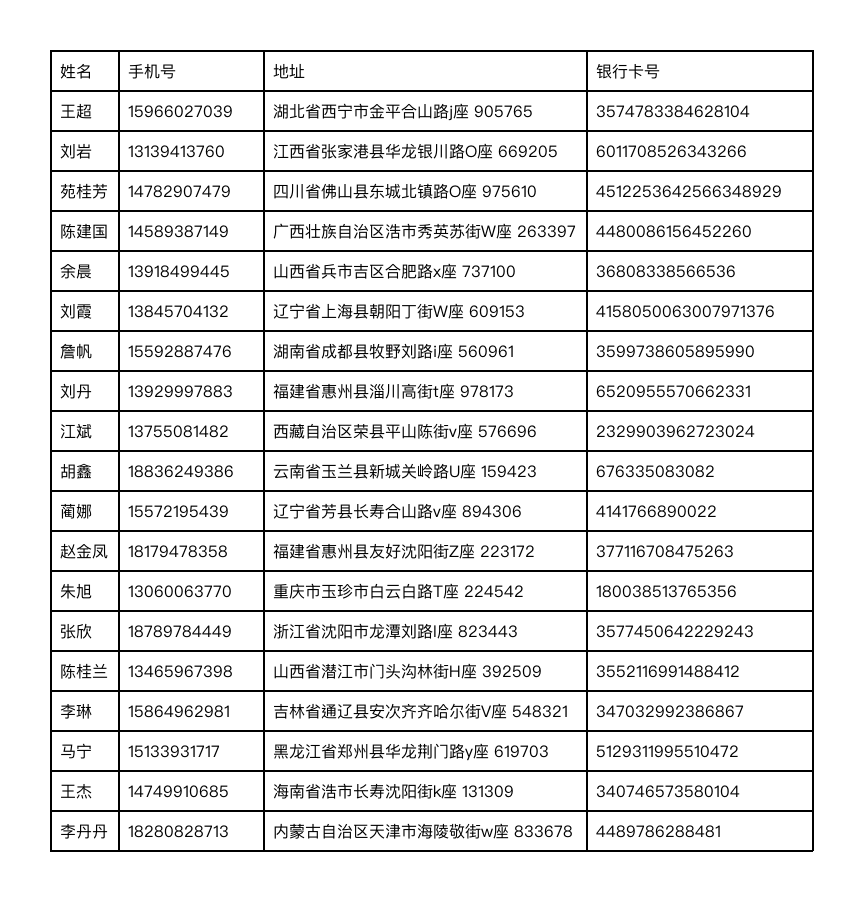 姓名 手机号 地址 银行卡号
王超 15966027039 湖北省西宁市金平合山路j座 905765 3574783384628104
刘岩 13139413760 江西省张家港县华龙银川路O座 669205 6011708526343266
苑桂芳 14782907479 四川省佛山县东城北镇路O座 975610 4512253642566348929
陈建国 14589387149 广西壮族自治区浩市秀英苏街W座 263397 4480086156452260
余晨 13918499445 山西省兵市吉区合肥路x座 737100 36808338566536
刘霞 13845704132 辽宁省上海县朝阳丁街W座 609153 4158050063007971376
詹帆 15592887476 湖南省成都县牧野刘路i座 560961 3599738605895990
刘丹 13929997883 福建省惠州县淄川高街t座 978173 6520955570662331
江斌 13755081482 西藏自治区荣县平山陈街v座 576696 2329903962723024
胡鑫 18836249386 云南省玉兰县新城关岭路U座 159423 676335083082
蔺娜 15572195439 辽宁省芳县长寿合山路v座 894306 4141766890022
赵金凤 18179478358 福建省惠州县友好沈阳街Z座 223172 377116708475263
朱旭 13060063770 重庆市玉珍市白云白路T座 224542 180038513765356
张欣 18789784449 浙江省沈阳市龙潭刘路l座 823443 3577450642229243
陈桂兰 13465967398 山西省潜江市门头沟林街H座 392509 3552116991488412
李琳 15864962981 吉林省通辽县安次齐齐哈尔街V座 548321 347032992386867
马宁 15133931717 黑龙江省郑州县华龙荆门路y座 619703 5129311995510472
王杰 14749910685 海南省浩市长寿沈阳街k座 131309 340746573580104
李丹丹 18280828713 内蒙古自治区天津市海陵敬街w座 833678 4489786288481